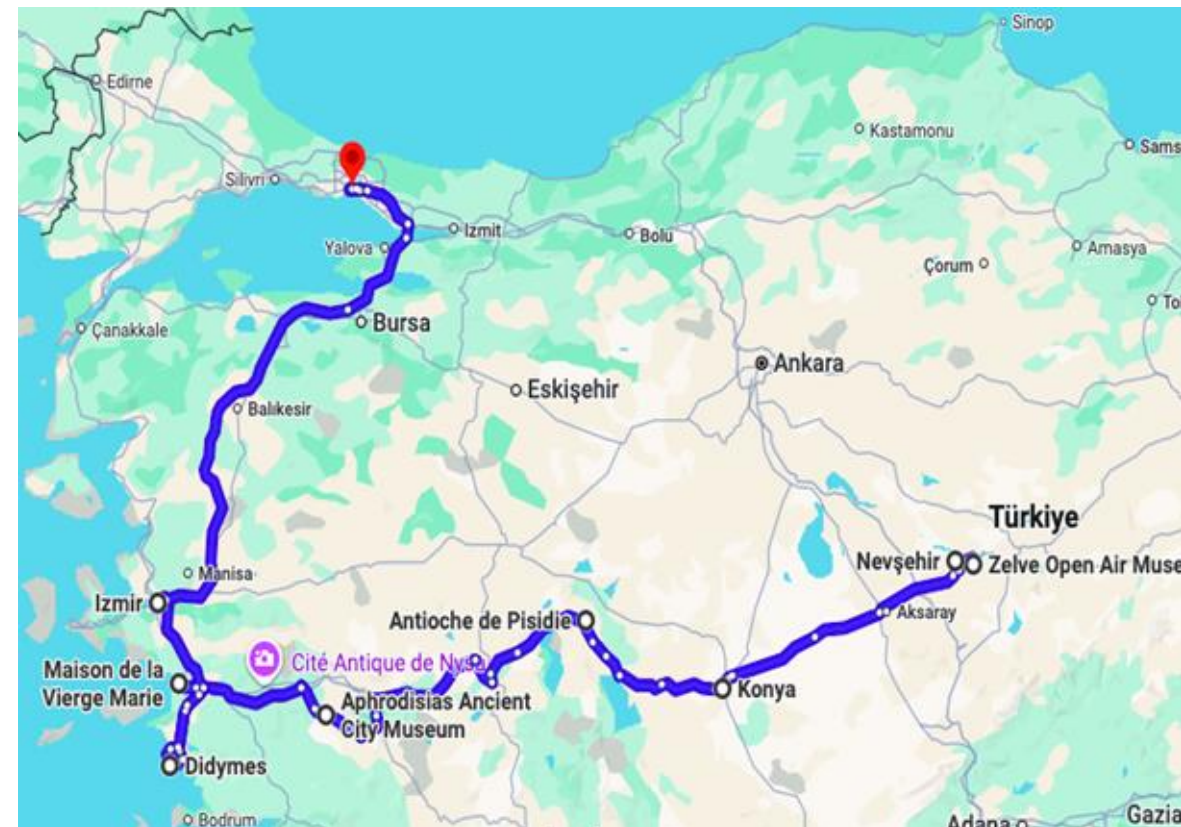 Sinop
Edirne
Kastamonu
Sams
Silivri
Izmit
Bolu
Yalova
Amasya
Çorum
To
Çanakkale
Bursa
Ankara
Eskişehir
Balıkesir
Türkiye
Nevşehir
Zelve Open Air Muse
Manisa
Izmir
Aksaray
Antioche de Pisidie
Cité Antique de Nysa
Maison de la
Vierge Marie
Konya
Aphrodisias Ancient
City Museum
Didymes
Bodrum
Adana
Gazia